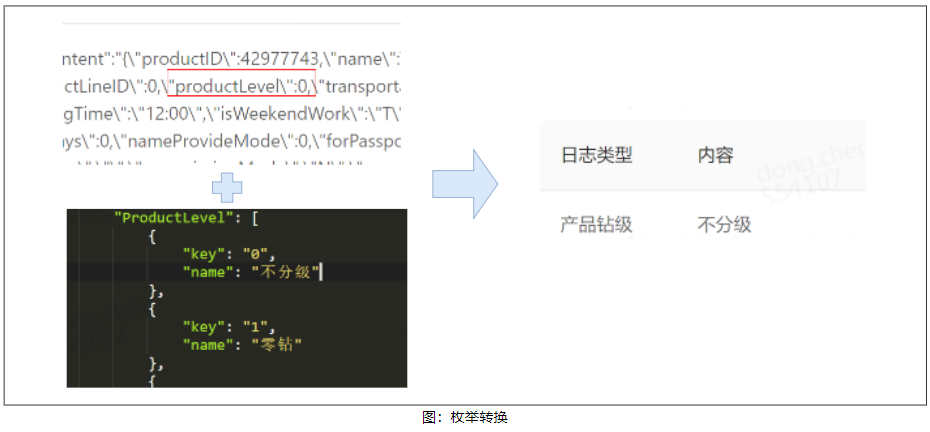 ntent":"{\"productID\":42977743,\"name\":
ctLineID\":0,\"productLevel\":0,\"transporta
gTime\":\"12:00\",\"isWeekendWork\":\"T\
ys\":0,\"nameProvideMode\":0,\"forPasspo
"ProductLevel": [
{
"key": "0",
"name": "不分级"
},
{
"key": "1",
"name": "零钻"
},
{
日志类型 内容
dong chen
554107
产品钻级 不分级
图：枚举转换